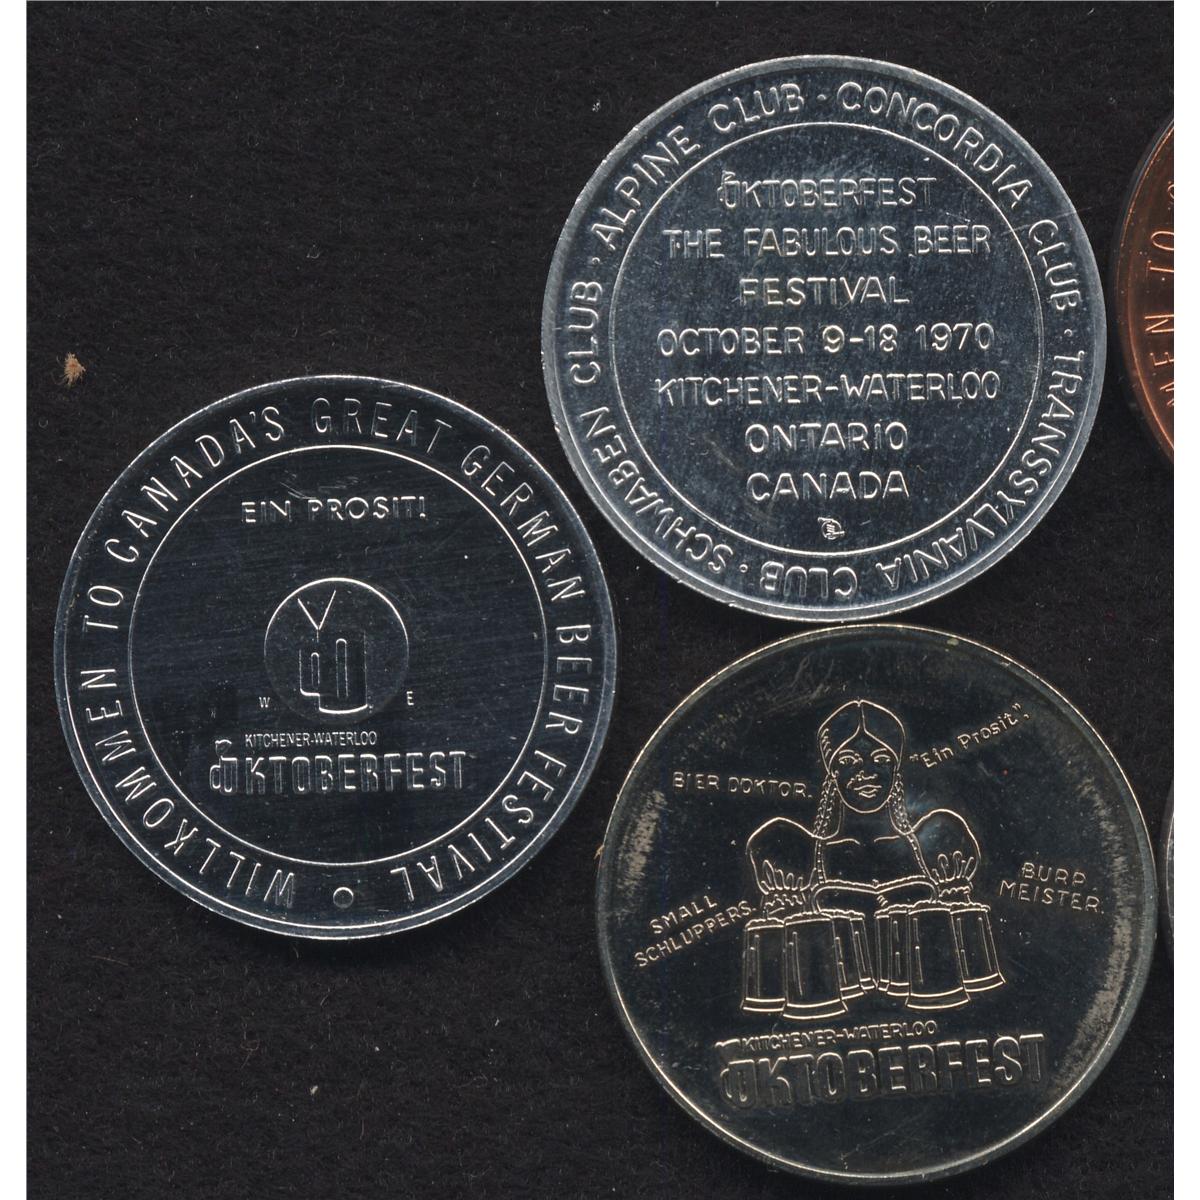 WILLKOMMEN TO CANADA'S GREAT GERMAN BEER FESTIVAL
EIN PROSIT!
W E
KITCHENER-WATERLOO
OKTOBERFEST
SCHWABEN CLUB · ALPINE CLUB · CONCORDIA CLUB · TRANSSYLVANIA CLUB ·
OKTOBERFEST
THE FABULOUS BEER
FESTIVAL
OCTOBER 9-18 1970
KITCHENER-WATERLOO
ONTARIO
CANADA
BIER DOKTOR.
"Ein Prosit".
SMALL
SCHLUPPERS.
BURP
MEISTER.
KITCHENER-WATERLOO
OKTOBERFEST
MEN TO